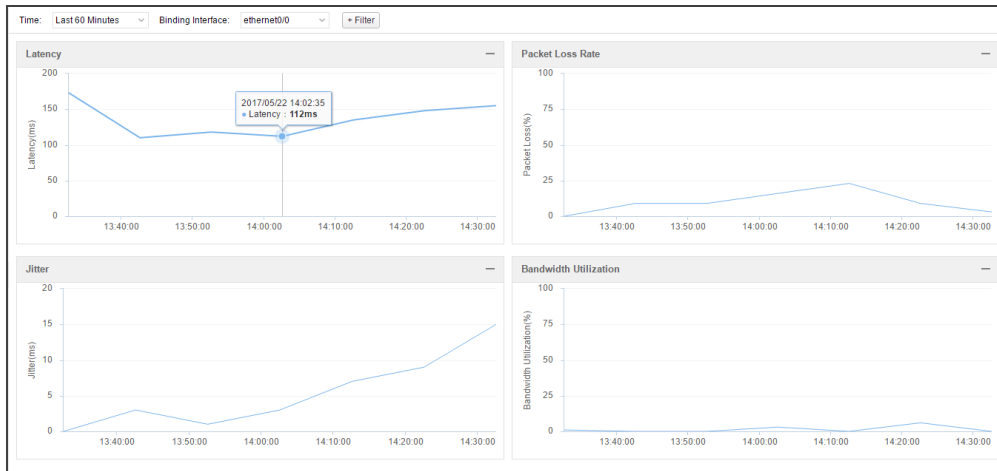 Time: Last 60 Minutes Binding Interface: ethernet0/0 + Filter
Latency
200
150
100
50
0
Latency(ms)
2017/05/22 14:02:35
Latency : 112ms
13:40:00 13:50:00 14:00:00 14:10:00 14:20:00 14:30:00
Packet Loss Rate
100
75
50
25
0
Packet Loss(%)
13:40:00 13:50:00 14:00:00 14:10:00 14:20:00 14:30:00
Jitter
20
15
10
5
0
Jitter(ms)
13:40:00 13:50:00 14:00:00 14:10:00 14:20:00 14:30:00
Bandwidth Utilization
100
75
50
25
0
Bandwidth Utilization(%)
13:40:00 13:50:00 14:00:00 14:10:00 14:20:00 14:30:00